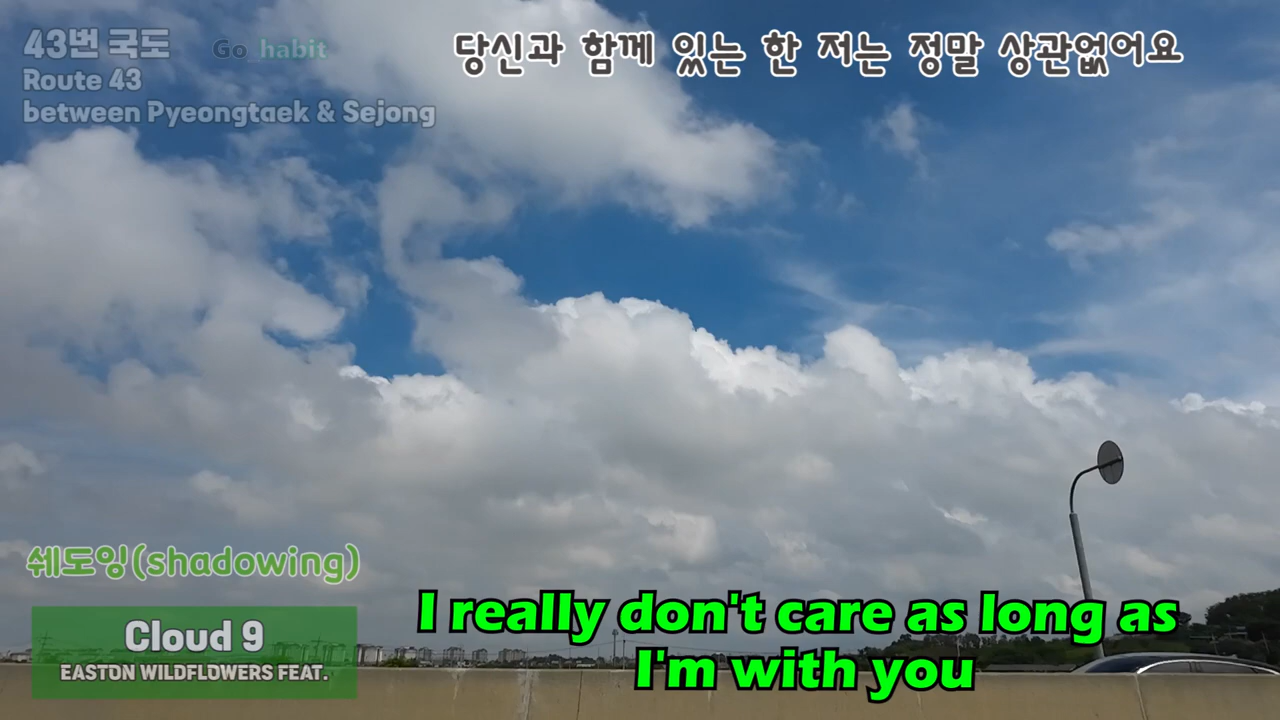 43번 국도
Go habit
Route 43
between Pyeongtaek & Sejong
당신과 함께 있는 한 저는 정말 상관없어요
쉐도잉(shadowing)
Cloud 9
EASTON WILDFLOWERS FEAT.
I really don't care as long as
I'm with you